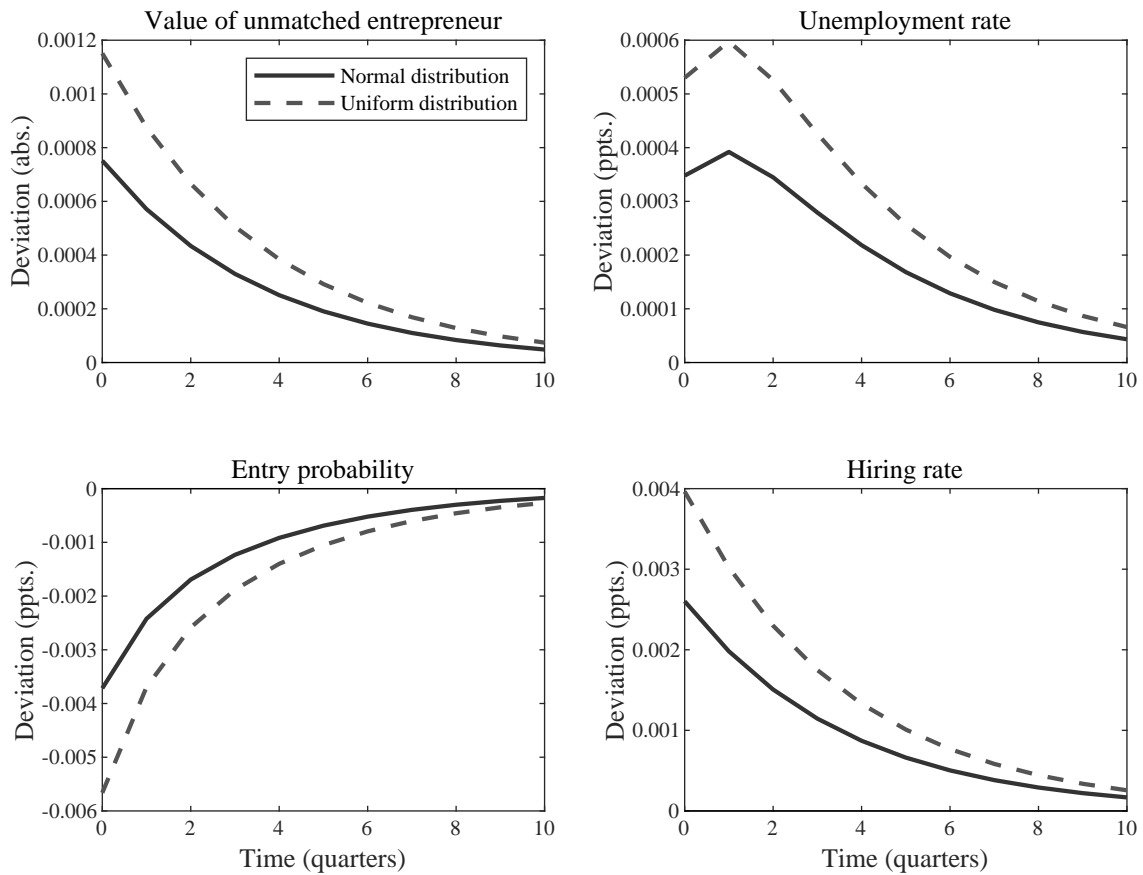 Value of unmatched entrepreneur
Deviation (abs.)
0.0012
0.001
0.0008
0.0006
0.0004
0.0002
0
0 2 4 6 8 10
Normal distribution
Uniform distribution
Unemployment rate
Deviation (ppts.)
0.0006
0.0005
0.0004
0.0003
0.0002
0.0001
0
0 2 4 6 8 10
Entry probability
Deviation (ppts.)
0
-0.001
-0.002
-0.003
-0.004
-0.005
-0.006
0 2 4 6 8 10
Time (quarters)
Hiring rate
Deviation (ppts.)
0.004
0.003
0.002
0.001
0
0 2 4 6 8 10
Time (quarters)